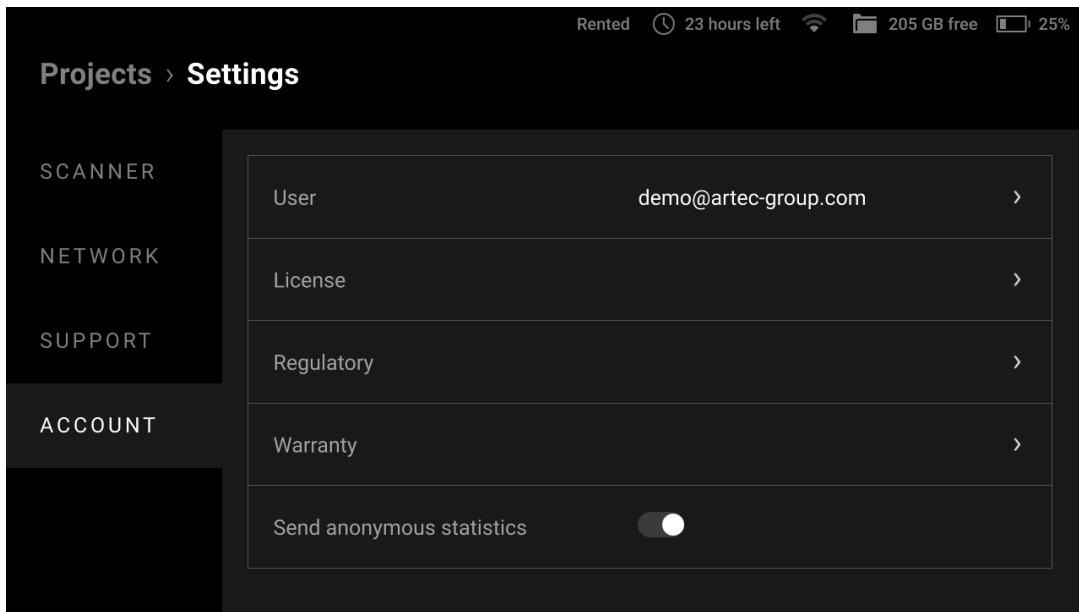 Rented 23 hours left 205 GB free 25%
Projects › Settings
SCANNER
NETWORK
SUPPORT
ACCOUNT
User demo@artec-group.com
License
Regulatory
Warranty
Send anonymous statistics